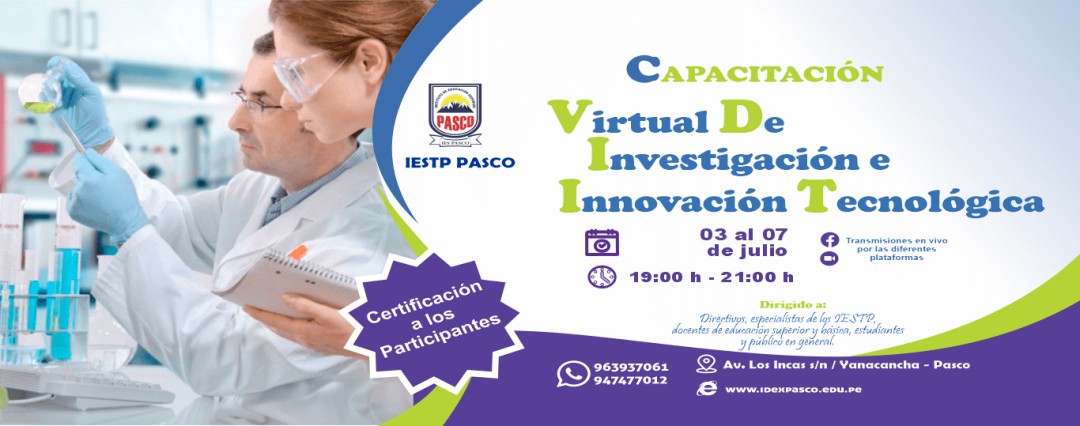 PASCO
IESTP PASCO
CAPACITACIÓN
Virtual De
Investigación e
Innovación Tecnológica
03 al 07
de julio
19:00 h - 21:00 h
Transmisiones en vivo
por las diferentes
plataformas
Dirigido a:
Directivos, especialistas de los IESTP,
docentes de educación superior y básica, estudiantes
y público en general.
Certificación
a los
Participantes
963937061
947477012
Av. Los Incas s/n / Yanacancha - Pasco
www.idexpasco.edu.pe